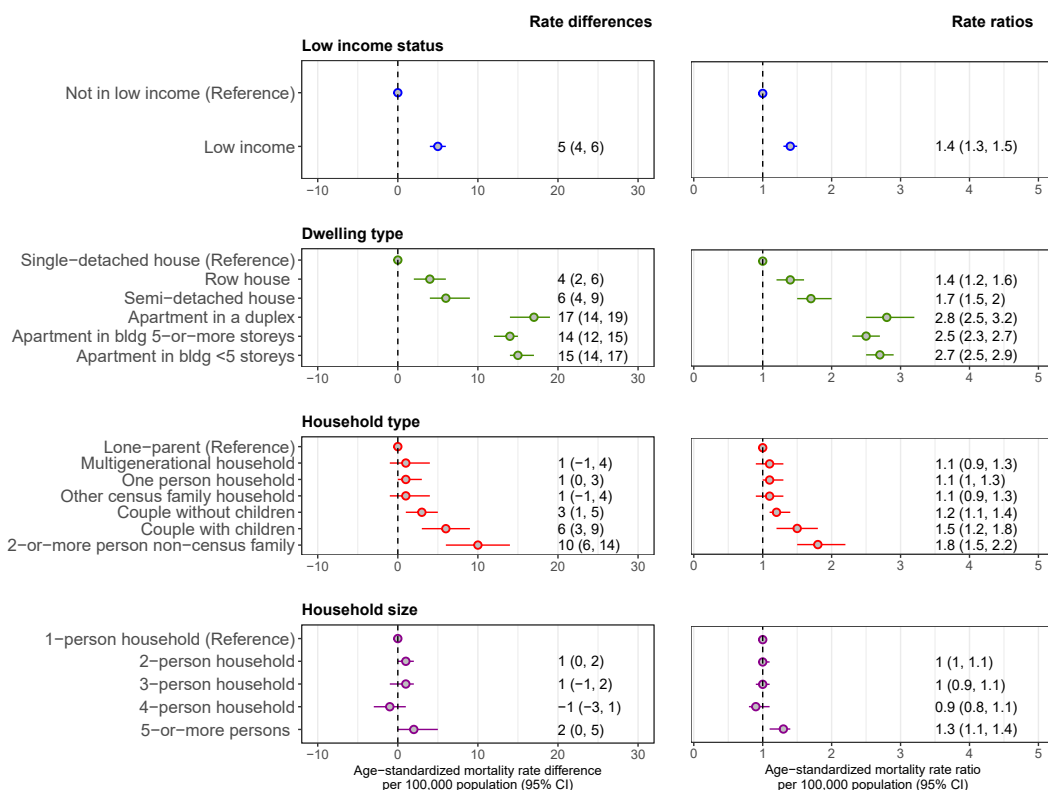 Rate differences
Rate ratios
Low income status
Not in low income (Reference)
Low income
5 (4, 6)
1.4 (1.3, 1.5)
−10 0 10 20 30
0 1 2 3 4 5
Dwelling type
Single−detached house (Reference)
Row house
4 (2, 6)
1.4 (1.2, 1.6)
Semi−detached house
6 (4, 9)
1.7 (1.5, 2)
Apartment in a duplex
17 (14, 19)
2.8 (2.5, 3.2)
Apartment in bldg 5−or−more storeys
14 (12, 15)
2.5 (2.3, 2.7)
Apartment in bldg <5 storeys
15 (14, 17)
2.7 (2.5, 2.9)
−10 0 10 20 30
0 1 2 3 4 5
Household type
Lone−parent (Reference)
Multigenerational household
1 (−1, 4)
1.1 (0.9, 1.3)
One person household
1 (0, 3)
1.1 (1, 1.3)
Other census family household
1 (−1, 4)
1.1 (0.9, 1.3)
Couple without children
3 (1, 5)
1.2 (1.1, 1.4)
Couple with children
6 (3, 9)
1.5 (1.2, 1.8)
2−or−more person non−census family
10 (6, 14)
1.8 (1.5, 2.2)
−10 0 10 20 30
0 1 2 3 4 5
Household size
1−person household (Reference)
2−person household
1 (0, 2)
1 (1, 1.1)
3−person household
1 (−1, 2)
1 (0.9, 1.1)
4−person household
−1 (−3, 1)
0.9 (0.8, 1.1)
5−or−more persons
2 (0, 5)
1.3 (1.1, 1.4)
−10 0 10 20 30
0 1 2 3 4 5
Age−standardized mortality rate difference
per 100,000 population (95% CI)
Age−standardized mortality rate ratio
per 100,000 population (95% CI)